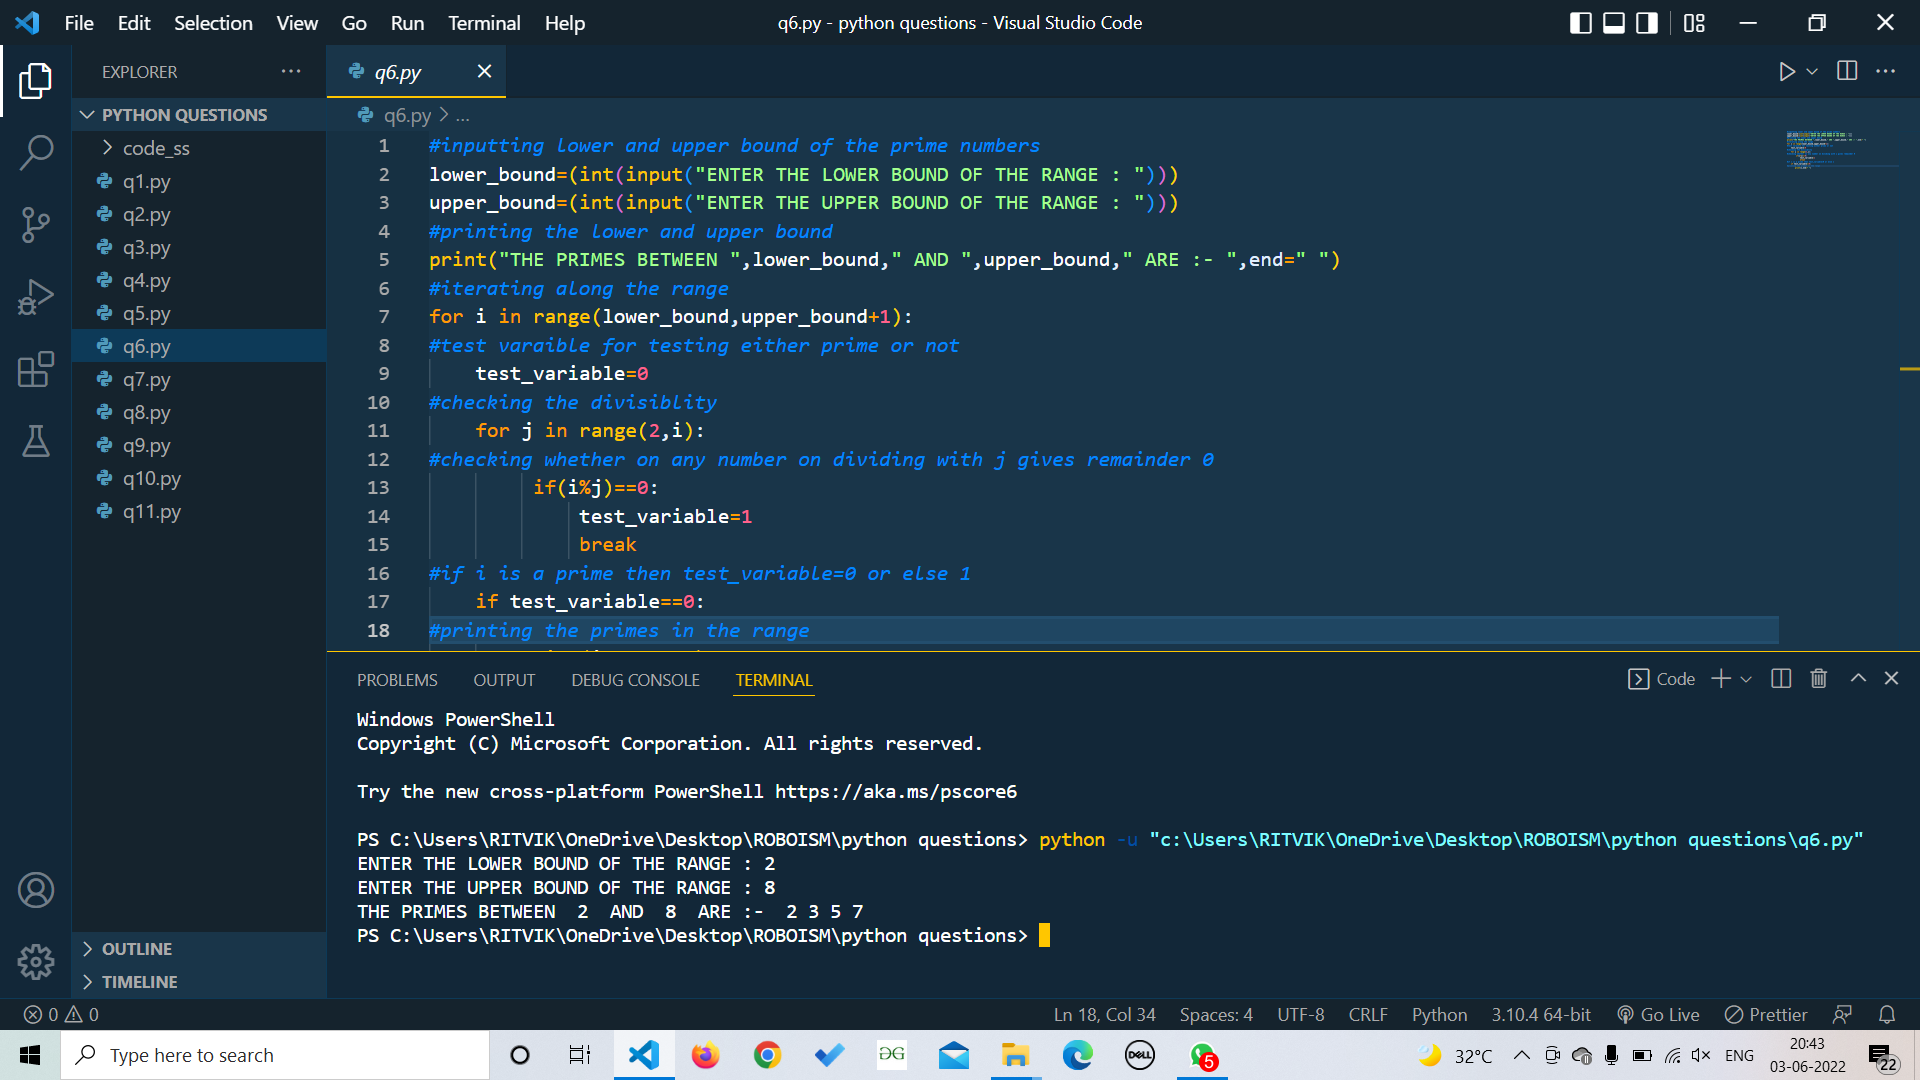 File Edit Selection View Go Run Terminal Help
q6.py - python questions - Visual Studio Code
EXPLORER
PYTHON QUESTIONS
code_ss
q1.py
q2.py
q3.py
q4.py
q5.py
q6.py
q7.py
q8.py
q9.py
q10.py
q11.py
OUTLINE
TIMELINE
q6.py
q6.py > ...
1 #inputting lower and upper bound of the prime numbers
2 lower_bound=(int(input("ENTER THE LOWER BOUND OF THE RANGE : ")))
3 upper_bound=(int(input("ENTER THE UPPER BOUND OF THE RANGE : ")))
4 #printing the lower and upper bound
5 print("THE PRIMES BETWEEN ",lower_bound," AND ",upper_bound," ARE :- ",end=" ")
6 #iterating along the range
7 for i in range(lower_bound,upper_bound+1):
8 #test varaible for testing either prime or not
9     test_variable=0
10 #checking the divisiblity
11     for j in range(2,i):
12 #checking whether on any number on dividing with j gives remainder 0
13          if(i%j)==0:
14              test_variable=1
15              break
16 #if i is a prime then test_variable=0 or else 1
17     if test_variable==0:
18 #printing the primes in the range
PROBLEMS OUTPUT DEBUG CONSOLE TERMINAL
Code
Windows PowerShell
Copyright (C) Microsoft Corporation. All rights reserved.
Try the new cross-platform PowerShell https://aka.ms/pscore6
PS C:\Users\RITVIK\OneDrive\Desktop\ROBOISM\python questions> python -u "c:\Users\RITVIK\OneDrive\Desktop\ROBOISM\python questions\q6.py"
ENTER THE LOWER BOUND OF THE RANGE : 2
ENTER THE UPPER BOUND OF THE RANGE : 8
THE PRIMES BETWEEN  2  AND  8  ARE :-  2 3 5 7
PS C:\Users\RITVIK\OneDrive\Desktop\ROBOISM\python questions>
0 0
Ln 18, Col 34 Spaces: 4 UTF-8 CRLF Python 3.10.4 64-bit Go Live Prettier
Type here to search
DELL
5
32°C
ENG
20:43
03-06-2022
22